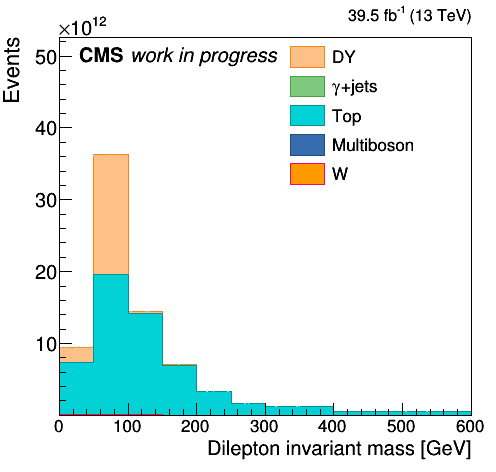 39.5 fb⁻¹ (13 TeV)
×10¹²
CMS work in progress
Events
50
40
30
20
10
DY
γ+jets
Top
Multiboson
W
0 100 200 300 400 500 600
Dilepton invariant mass [GeV]